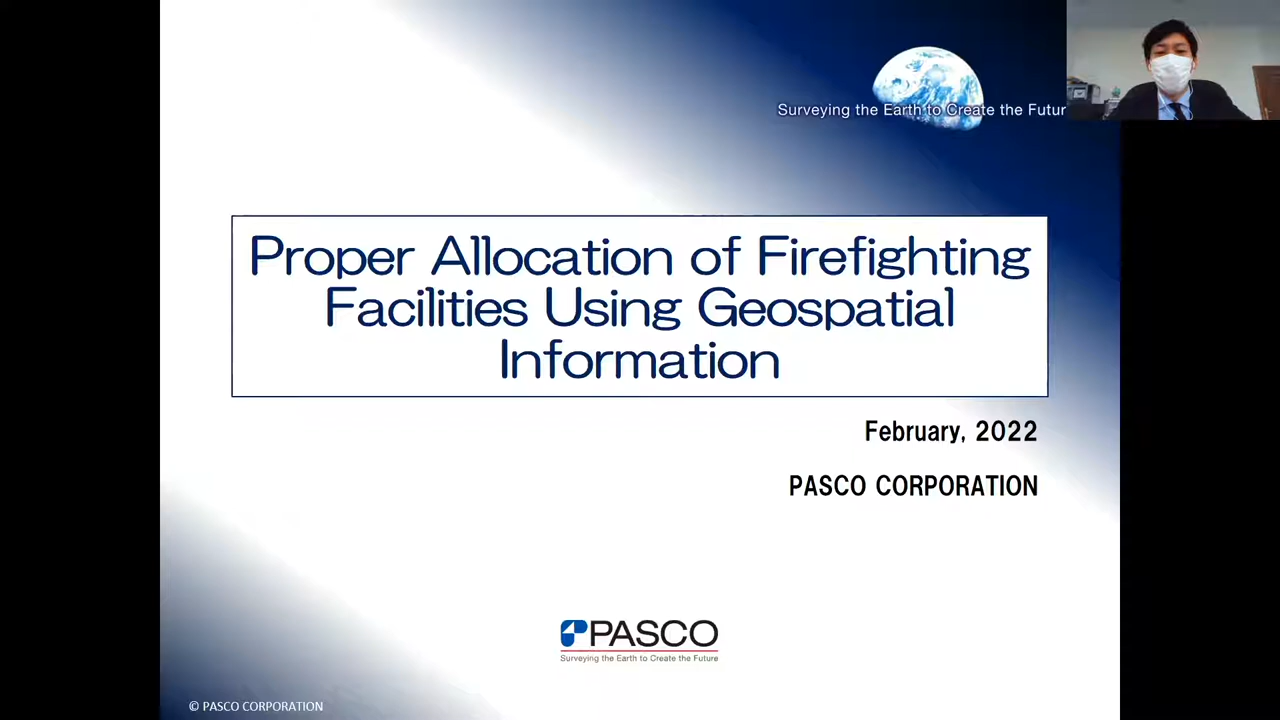 Surveying the Earth to Create the Futur
Proper Allocation of Firefighting
Facilities Using Geospatial
Information
February, 2022
PASCO CORPORATION
PASCO
Surveying the Earth to Create the Future
© PASCO CORPORATION